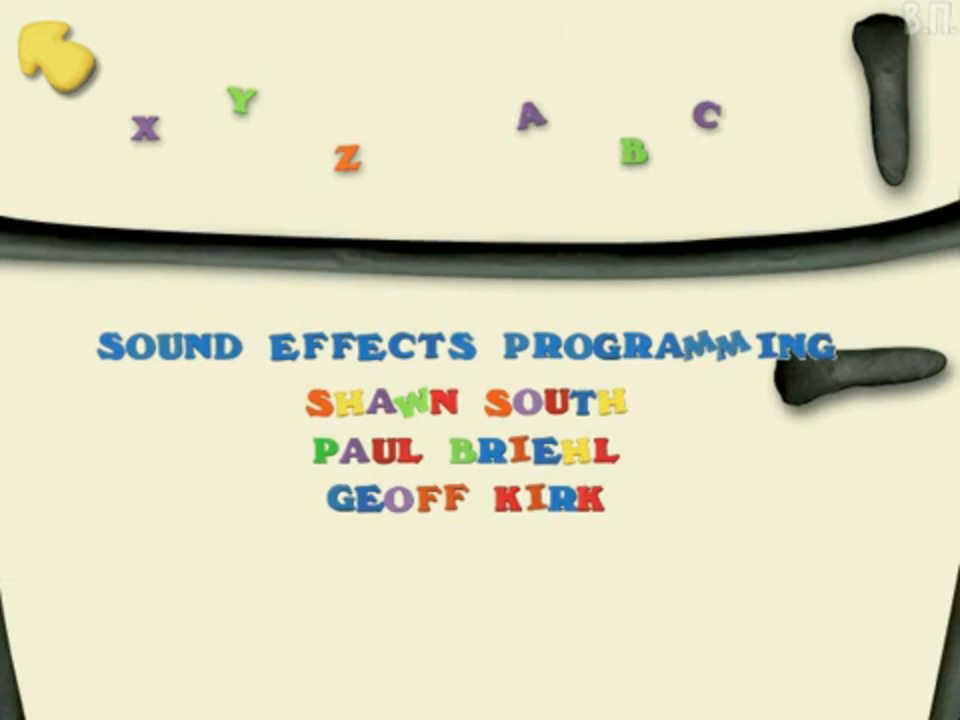 В.П.
X Y Z A B C
SOUND EFFECTS PROGRAMMING
SHAWN SOUTH
PAUL BRIEHL
GEOFF KIRK